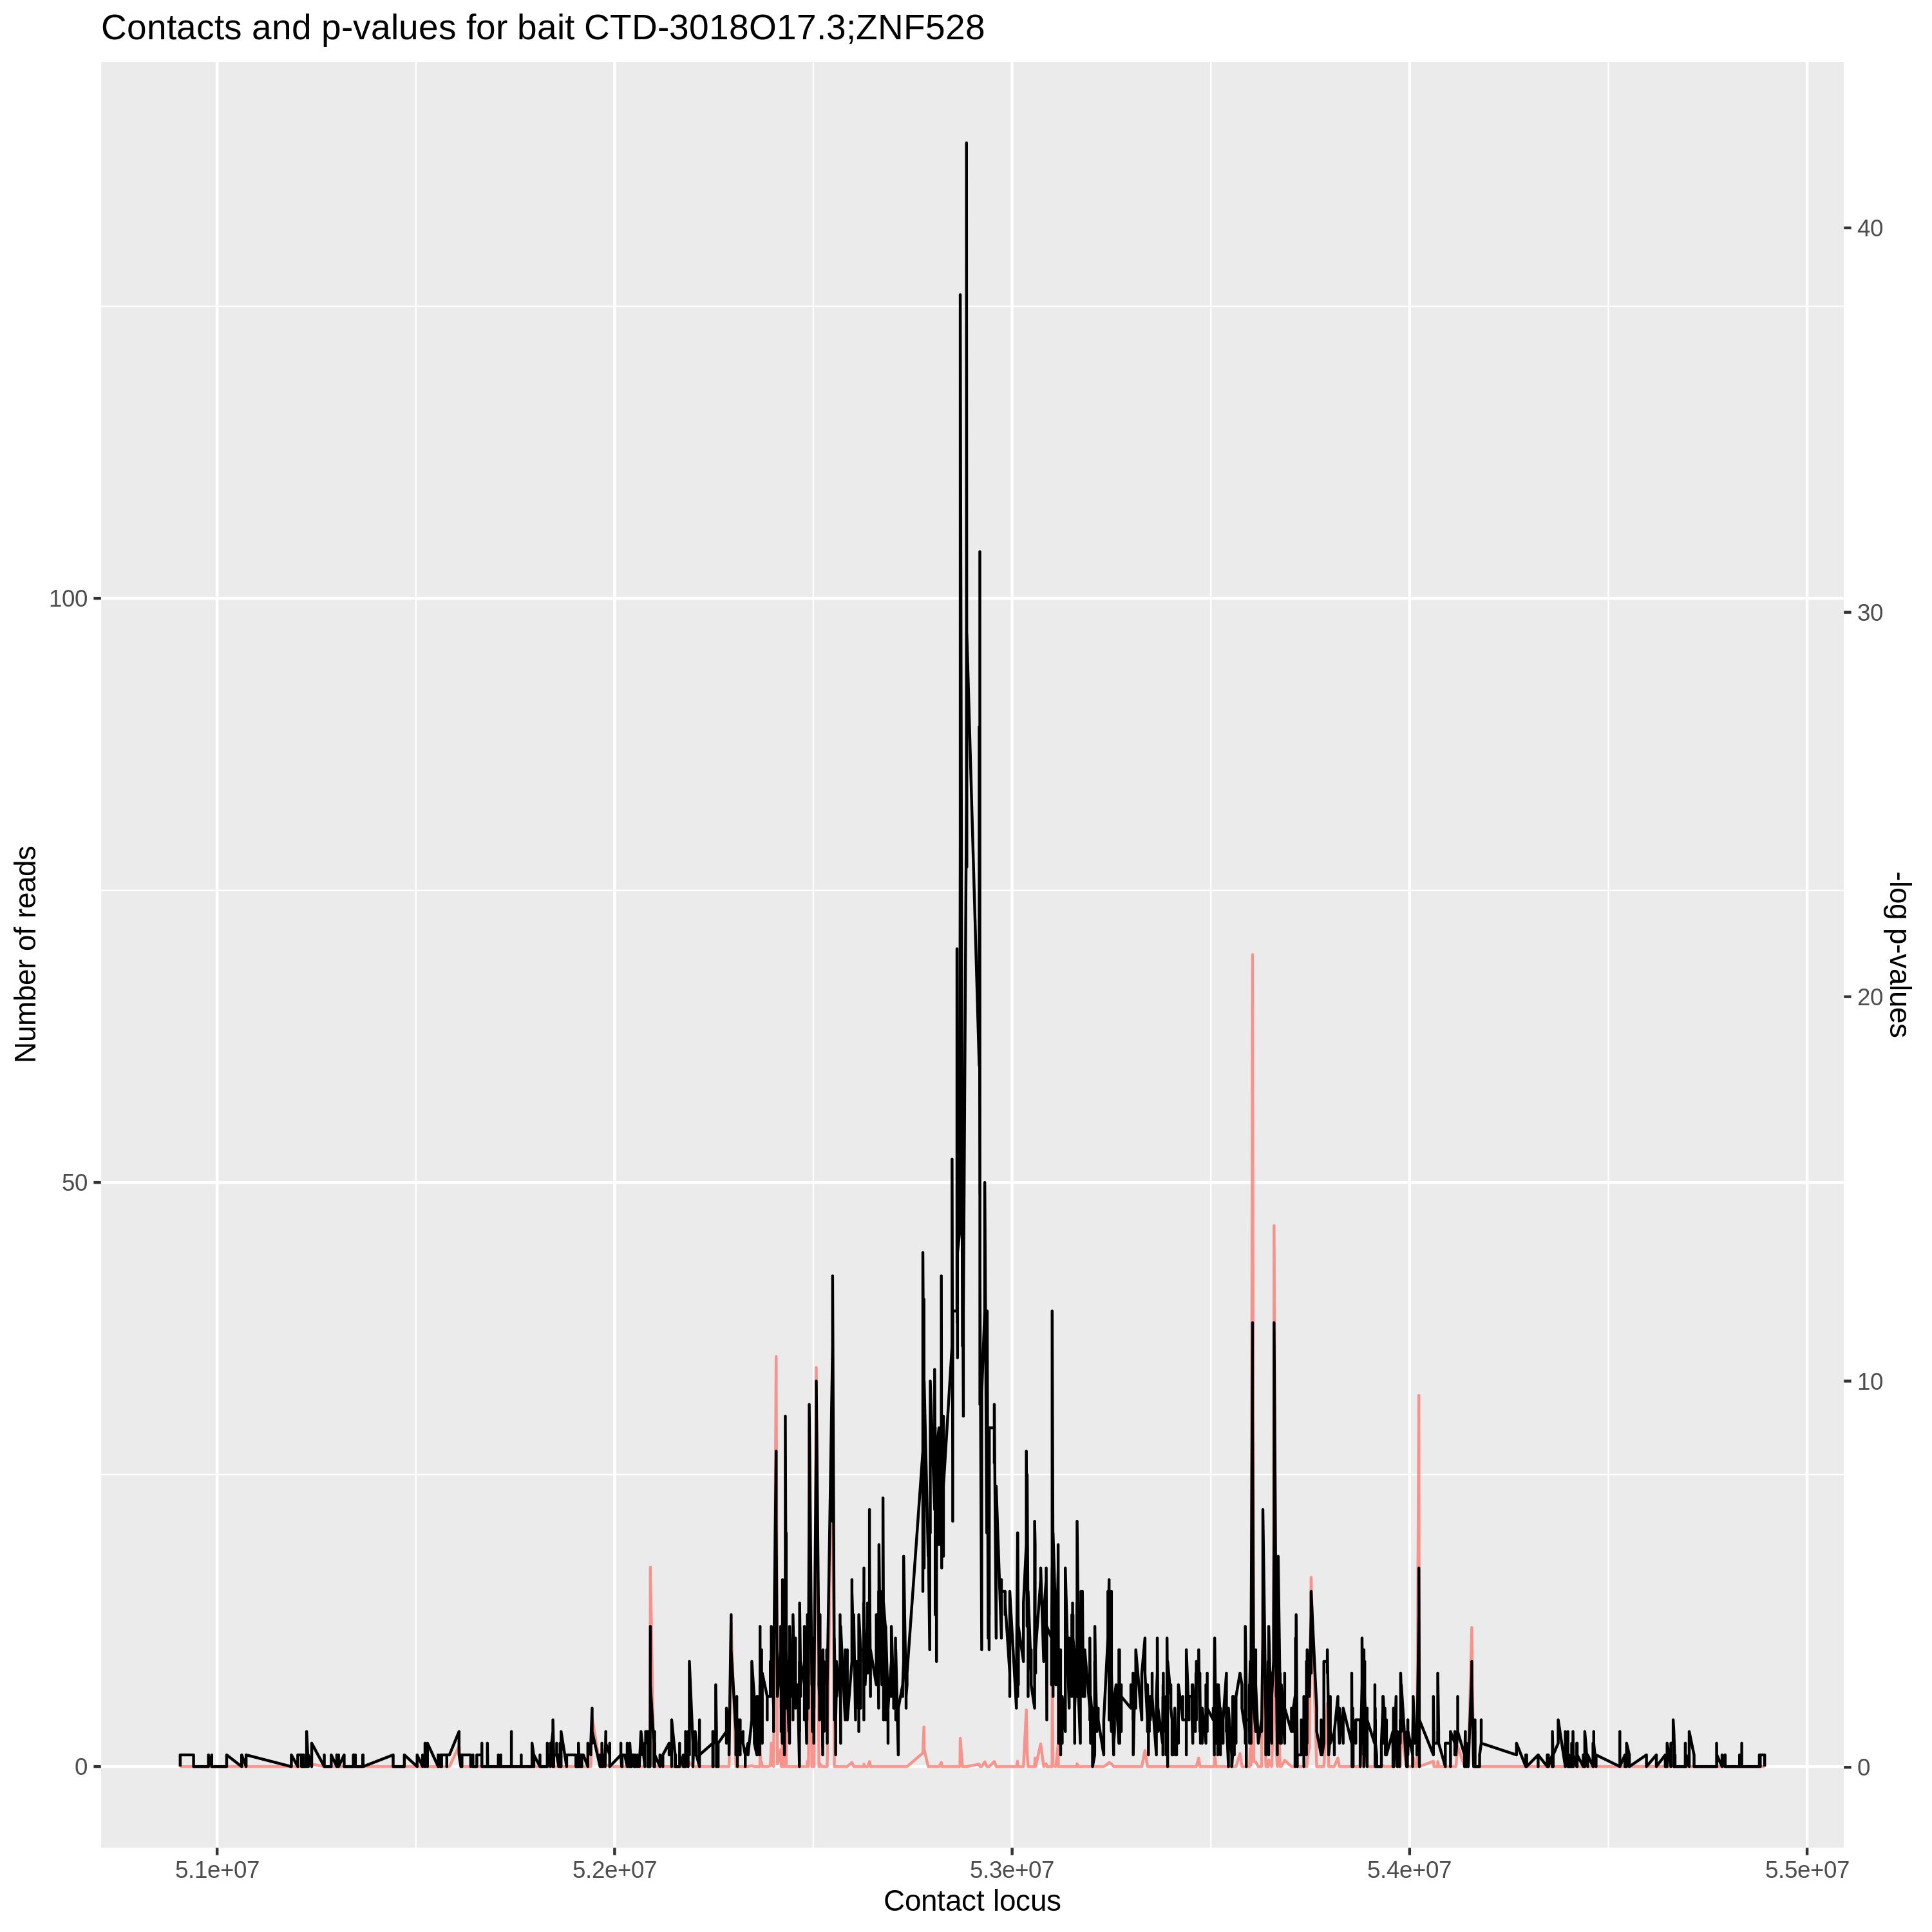 Contacts and p-values for bait CTD-3018O17.3;ZNF528
40
100
30
Number of reads
-log p-values
20
50
10
0
0
5.1e+07 5.2e+07 5.3e+07 5.4e+07 5.5e+07
Contact locus